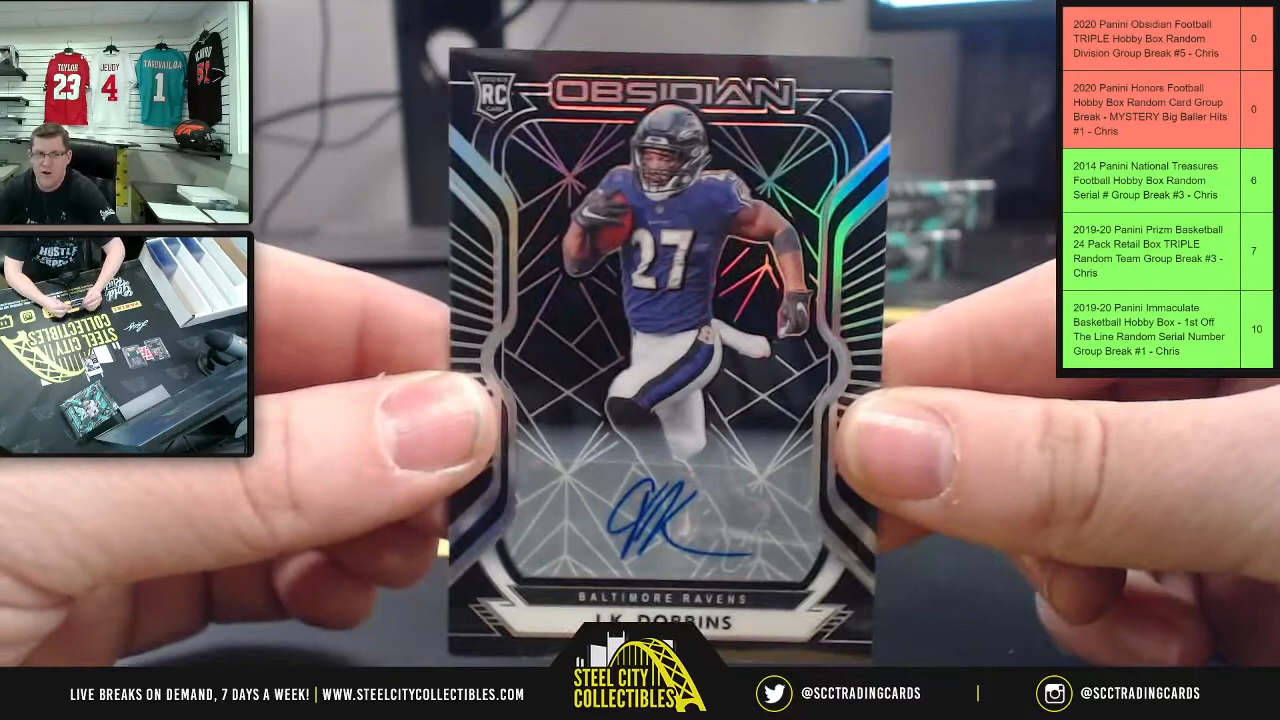 TAYLOR
23
JEUDY
4
TAGOVAILOA
1
HUSTLE
STEEL CITY
COLLECTIBLES
ROOKIE
RC
CARD
OBSIDIAN
27
BALTIMORE RAVENS
J.K. DOBBINS
2020 Panini Obsidian Football
TRIPLE Hobby Box Random
Division Group Break #5 - Chris
0
2020 Panini Honors Football
Hobby Box Random Card Group
Break - MYSTERY Big Baller Hits
#1 - Chris
0
2014 Panini National Treasures
Football Hobby Box Random
Serial # Group Break #3 - Chris
6
2019-20 Panini Prizm Basketball
24 Pack Retail Box TRIPLE
Random Team Group Break #3 -
Chris
7
2019-20 Panini Immaculate
Basketball Hobby Box - 1st Off
The Line Random Serial Number
Group Break #1 - Chris
10
LIVE BREAKS ON DEMAND, 7 DAYS A WEEK! | WWW.STEELCITYCOLLECTIBLES.COM
STEEL CITY
COLLECTIBLES
@SCCTRADINGCARDS
@SCCTRADINGCARDS